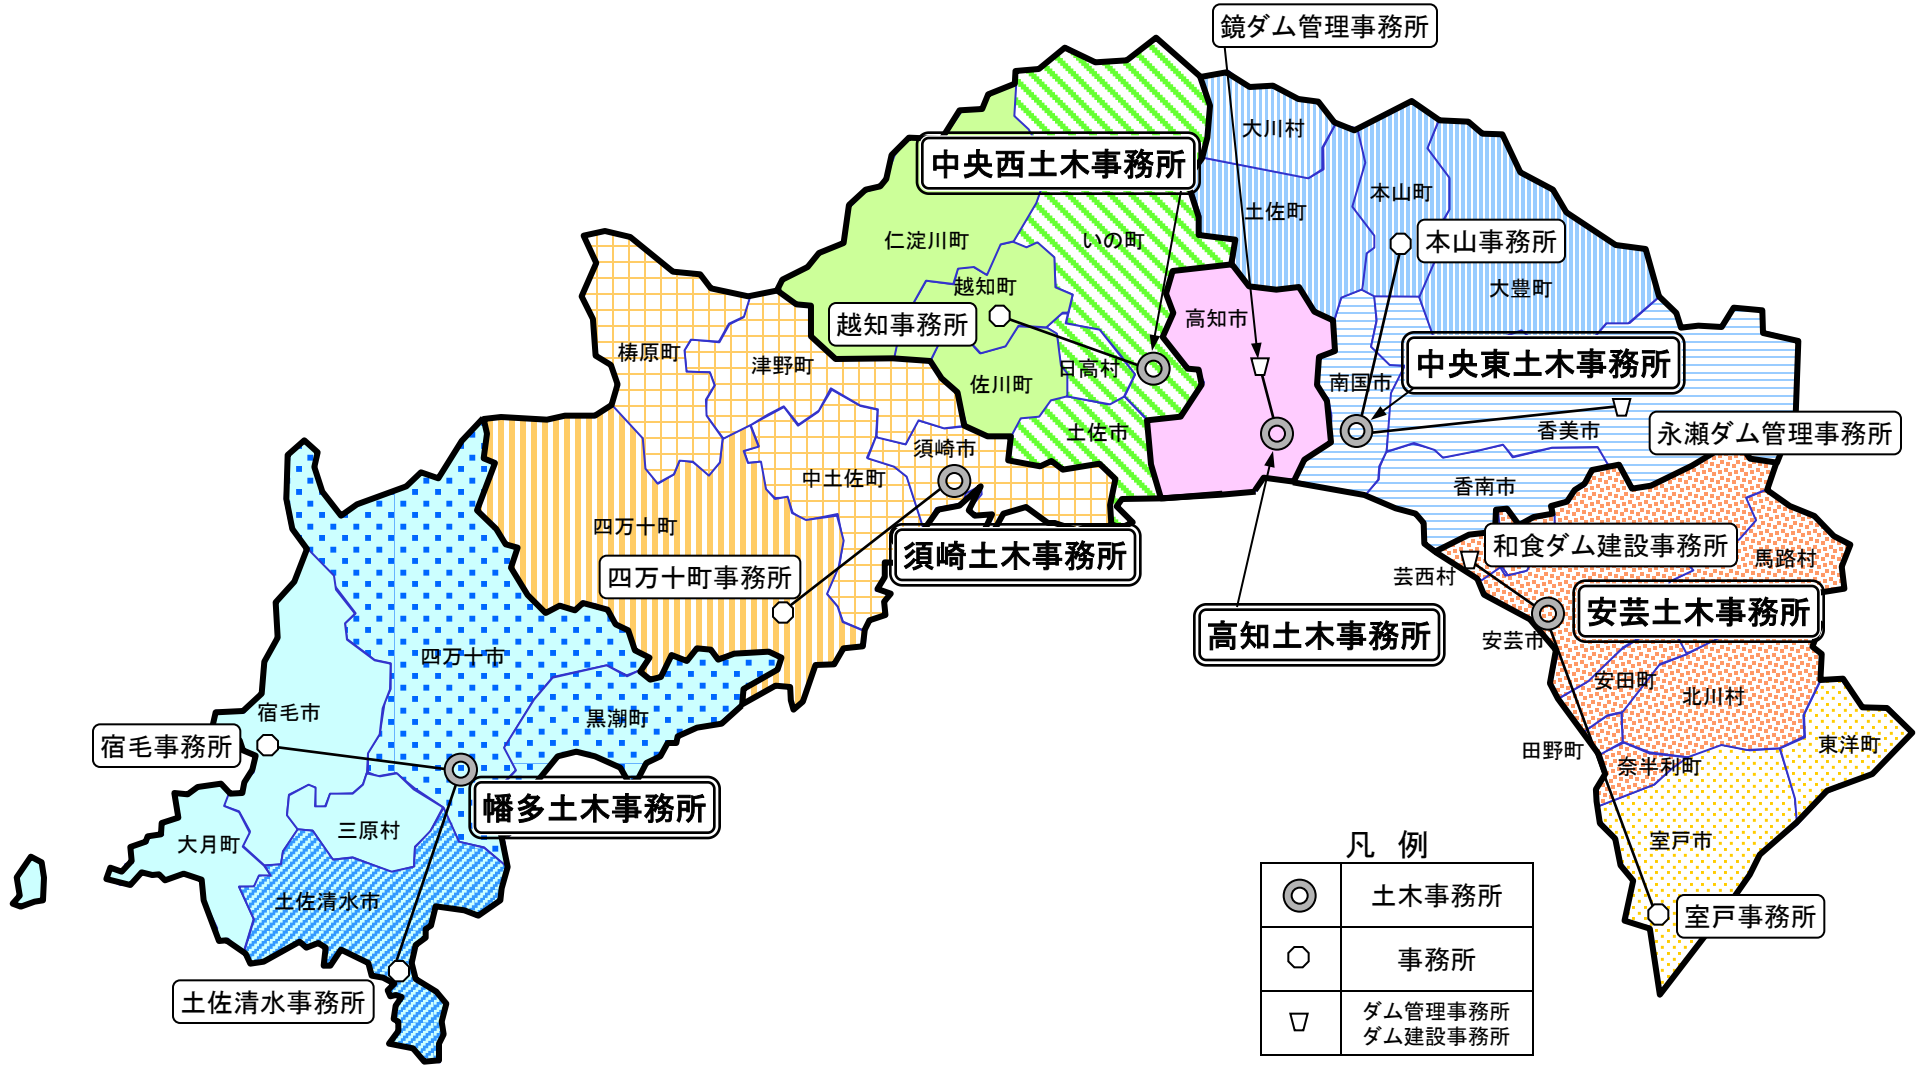 鏡ダム管理事務所
大川村
中央西土木事務所
本山町
土佐町
仁淀川町
いの町
本山事務所
越知町
大豊町
高知市
越知事務所
梼原町
津野町
日高村
中央東土木事務所
佐川町
南国市
土佐市
香美市
永瀬ダム管理事務所
須崎市
中土佐町
香南市
四万十町
和食ダム建設事務所
須崎土木事務所
馬路村
四万十町事務所
芸西村
安芸土木事務所
高知土木事務所
安芸市
四万十市
安田町
北川村
宿毛市
黒潮町
宿毛事務所
田野町
東洋町
奈半利町
幡多土木事務所
三原村
大月町
室戸市
凡 例
土木事務所
土佐清水市
室戸事務所
事務所
土佐清水事務所
ダム管理事務所
ダム建設事務所